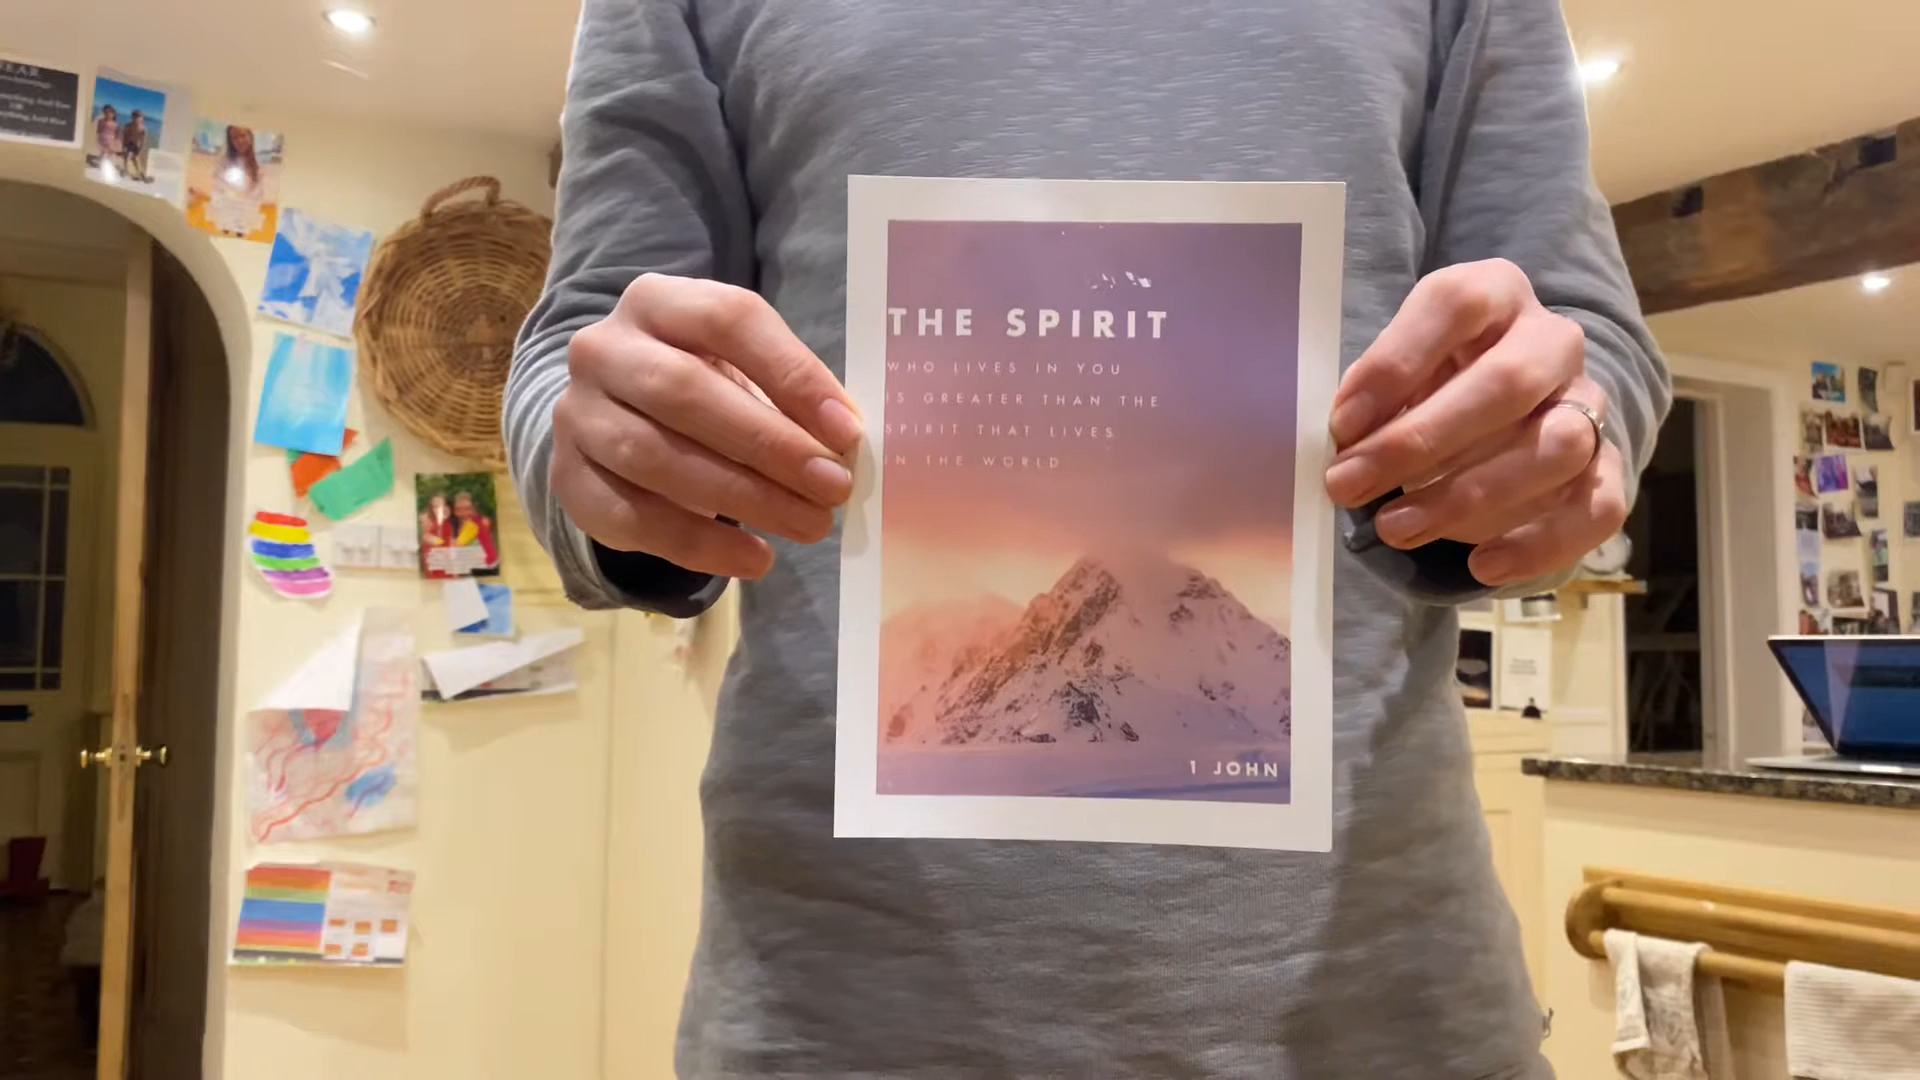 THE SPIRIT
WHO LIVES IN YOU
IS GREATER THAN THE
SPIRIT THAT LIVES
IN THE WORLD
1 JOHN